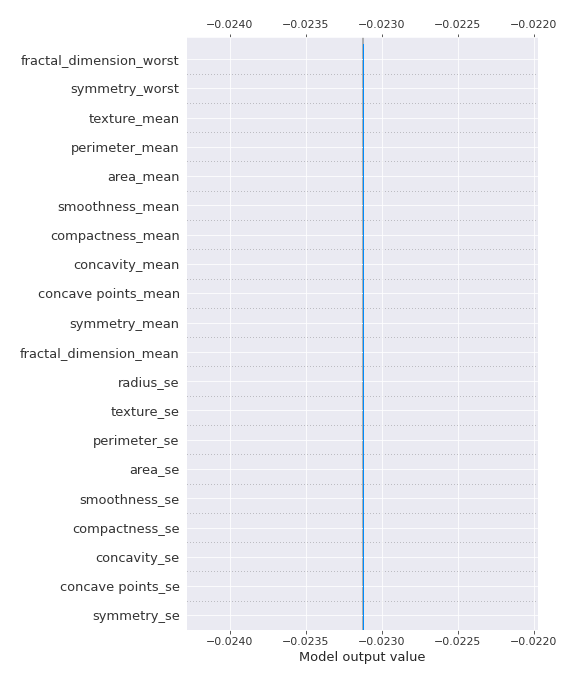 −0.0240 −0.0235 −0.0230 −0.0225 −0.0220
fractal_dimension_worst
symmetry_worst
texture_mean
perimeter_mean
area_mean
smoothness_mean
compactness_mean
concavity_mean
concave points_mean
symmetry_mean
fractal_dimension_mean
radius_se
texture_se
perimeter_se
area_se
smoothness_se
compactness_se
concavity_se
concave points_se
symmetry_se
−0.0240 −0.0235 −0.0230 −0.0225 −0.0220
Model output value